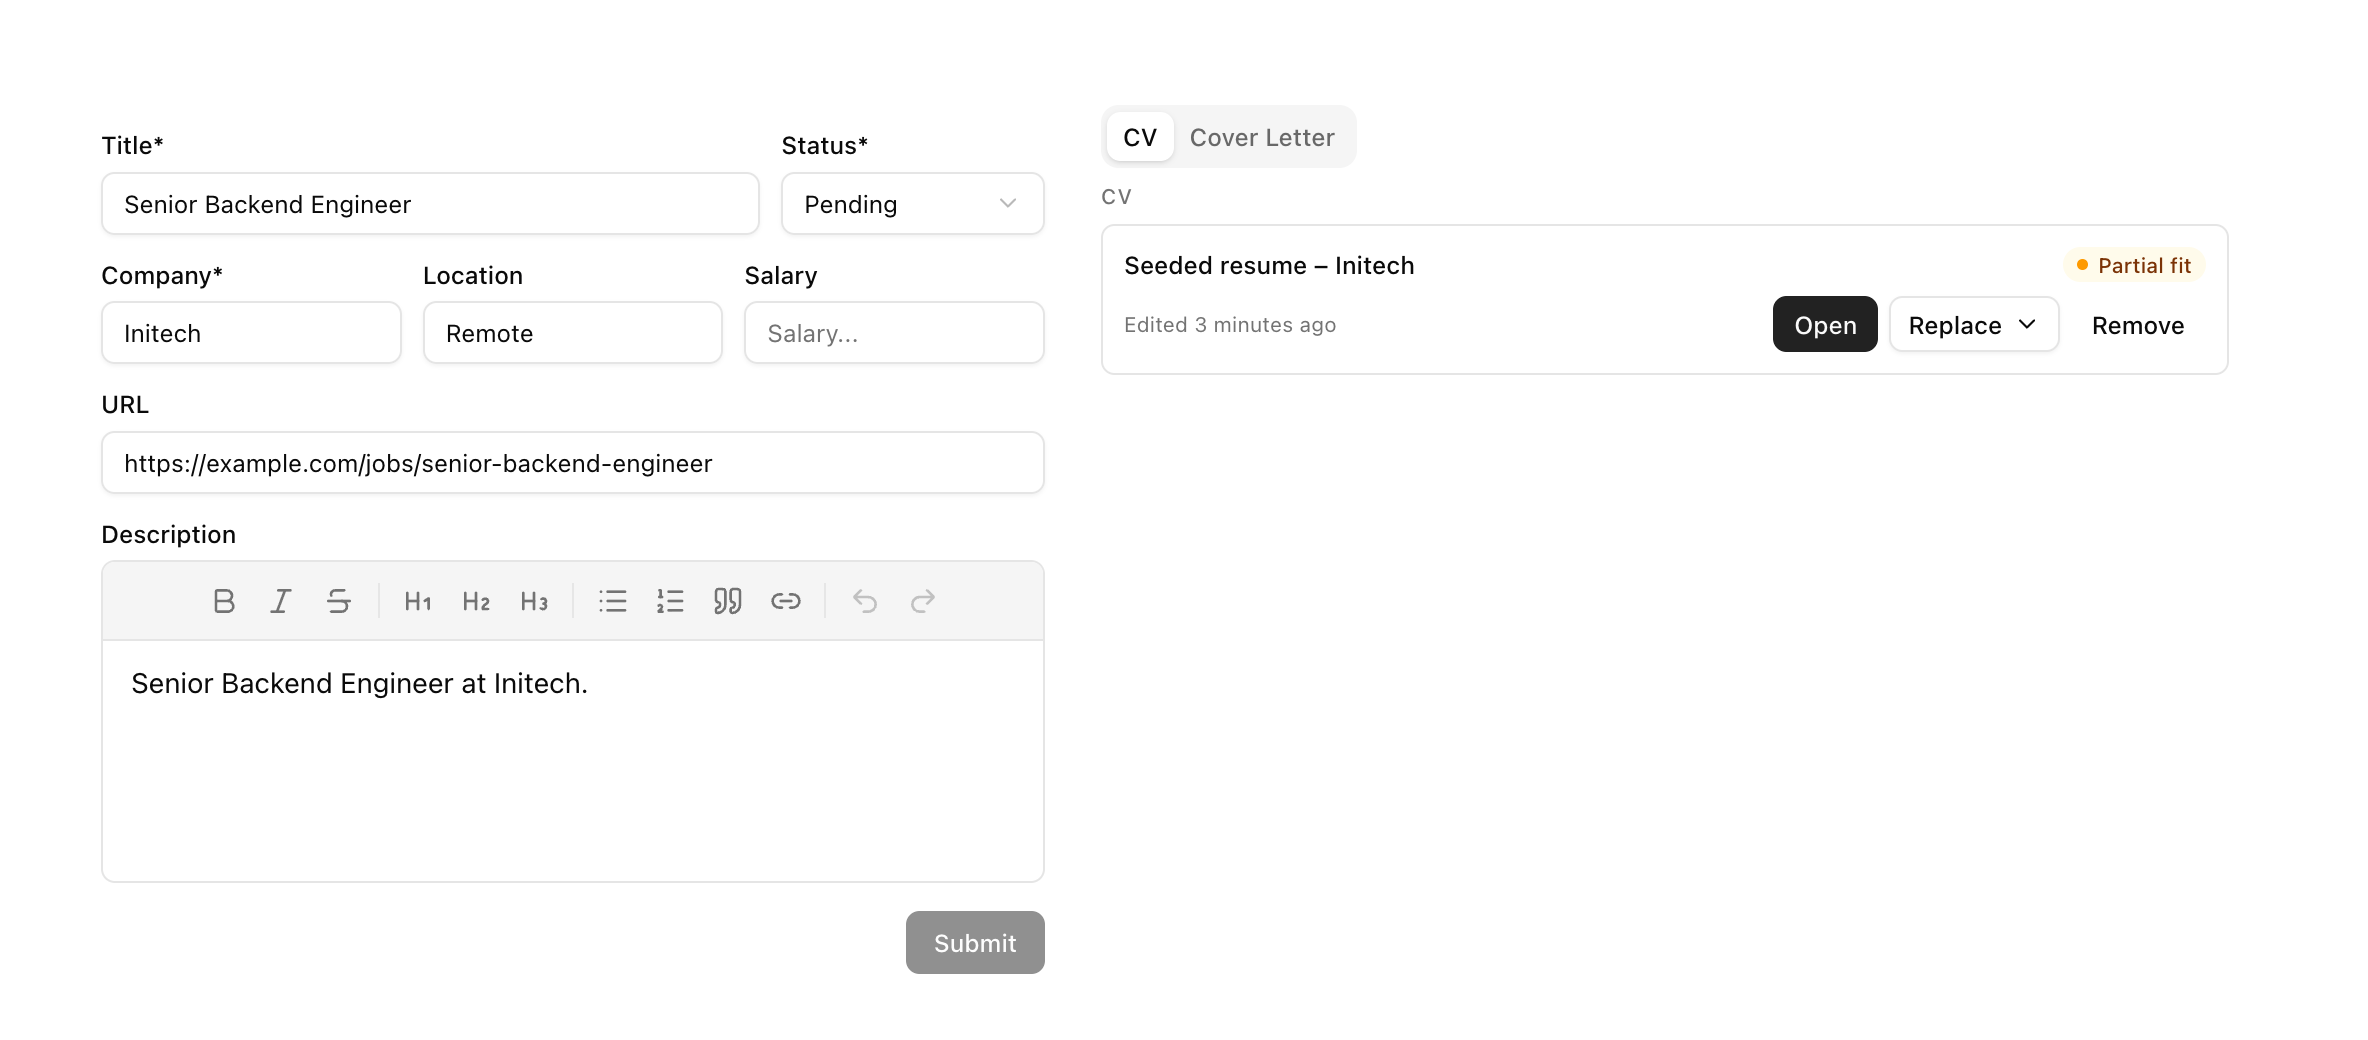 Title*
Senior Backend Engineer
Status*
Pending
Company*
Initech
Location
Remote
Salary
Salary...
URL
https://example.com/jobs/senior-backend-engineer
Description
B I S H1 H2 H3
Senior Backend Engineer at Initech.
Submit
CV Cover Letter
CV
Seeded resume – Initech
Partial fit
Edited 3 minutes ago
Open Replace Remove